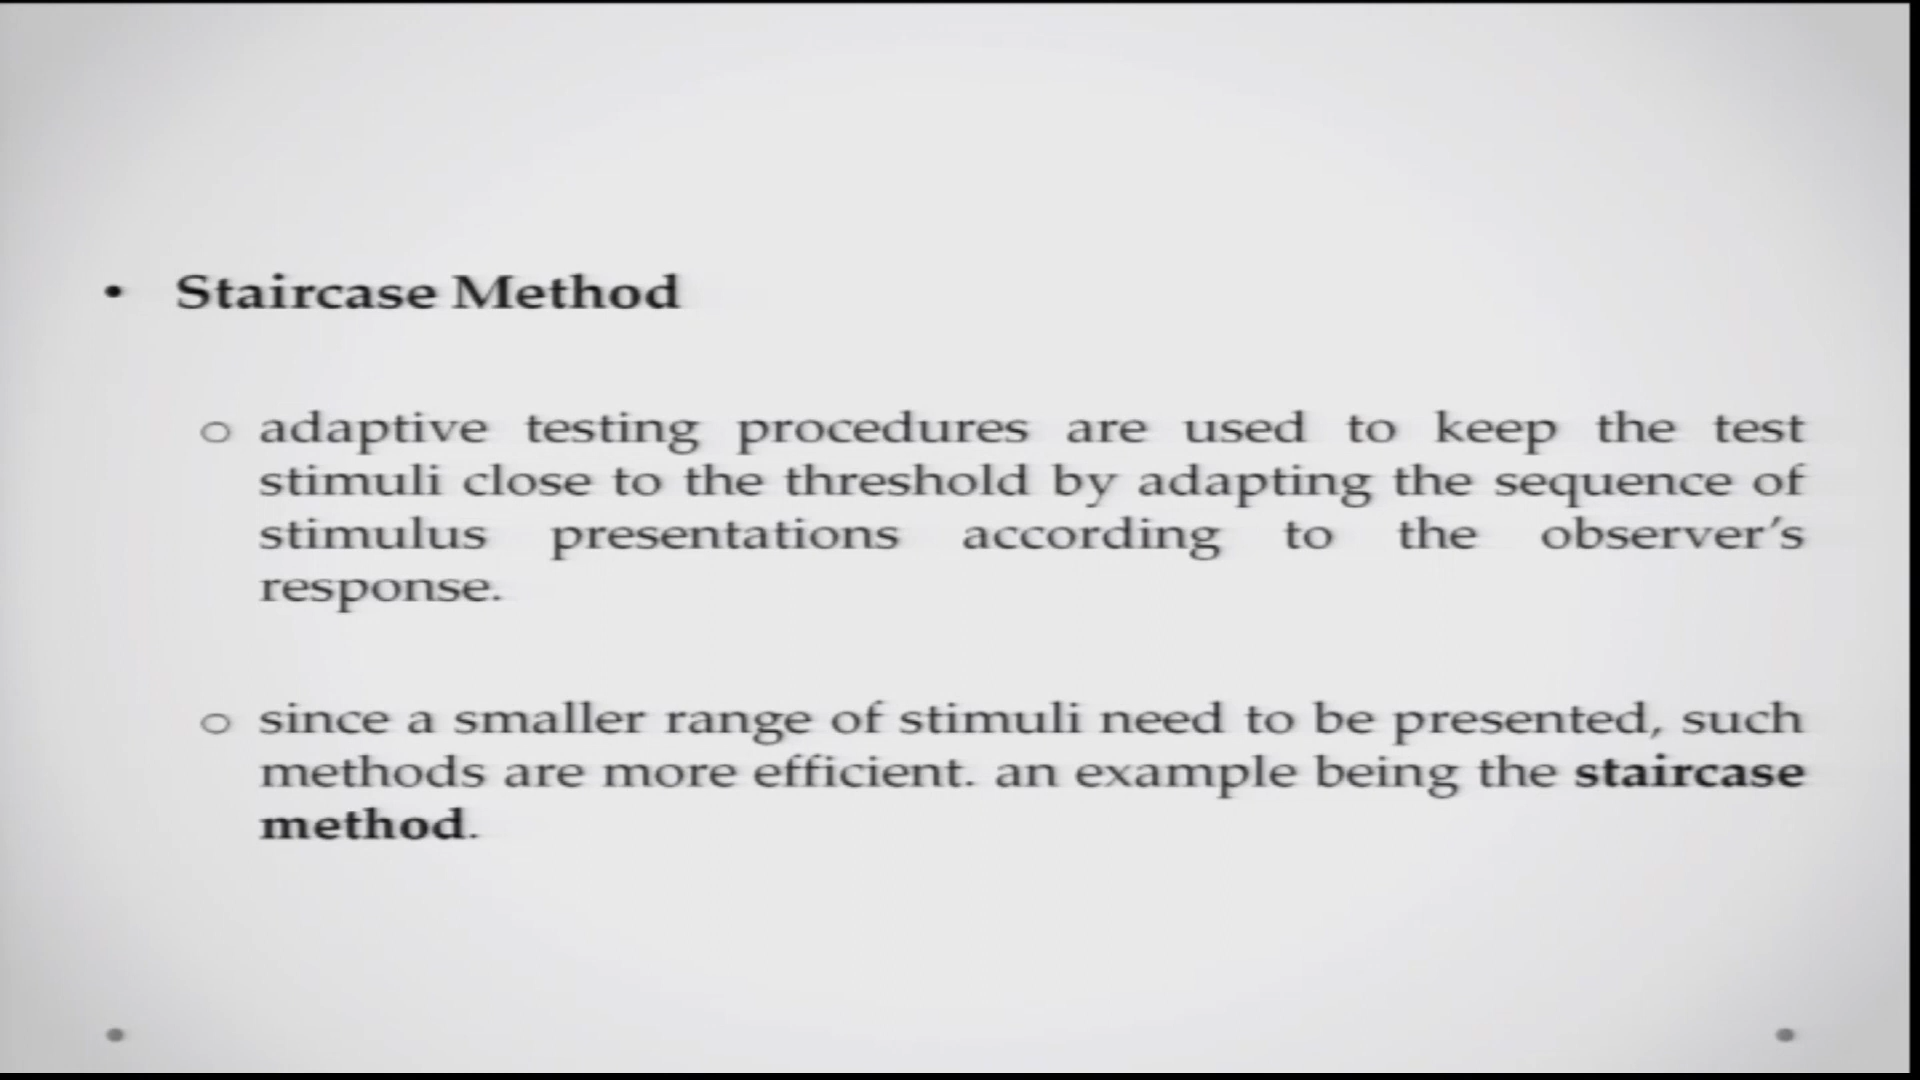 • Staircase Method
○ adaptive testing procedures are used to keep the test
stimuli close to the threshold by adapting the sequence of
stimulus presentations according to the observer’s
response.
○ since a smaller range of stimuli need to be presented, such
methods are more efficient. an example being the staircase
method.